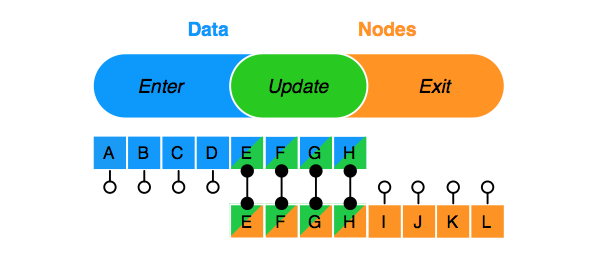 Data Nodes
Enter Update Exit
A B C D E F G H
E F G H I J K L